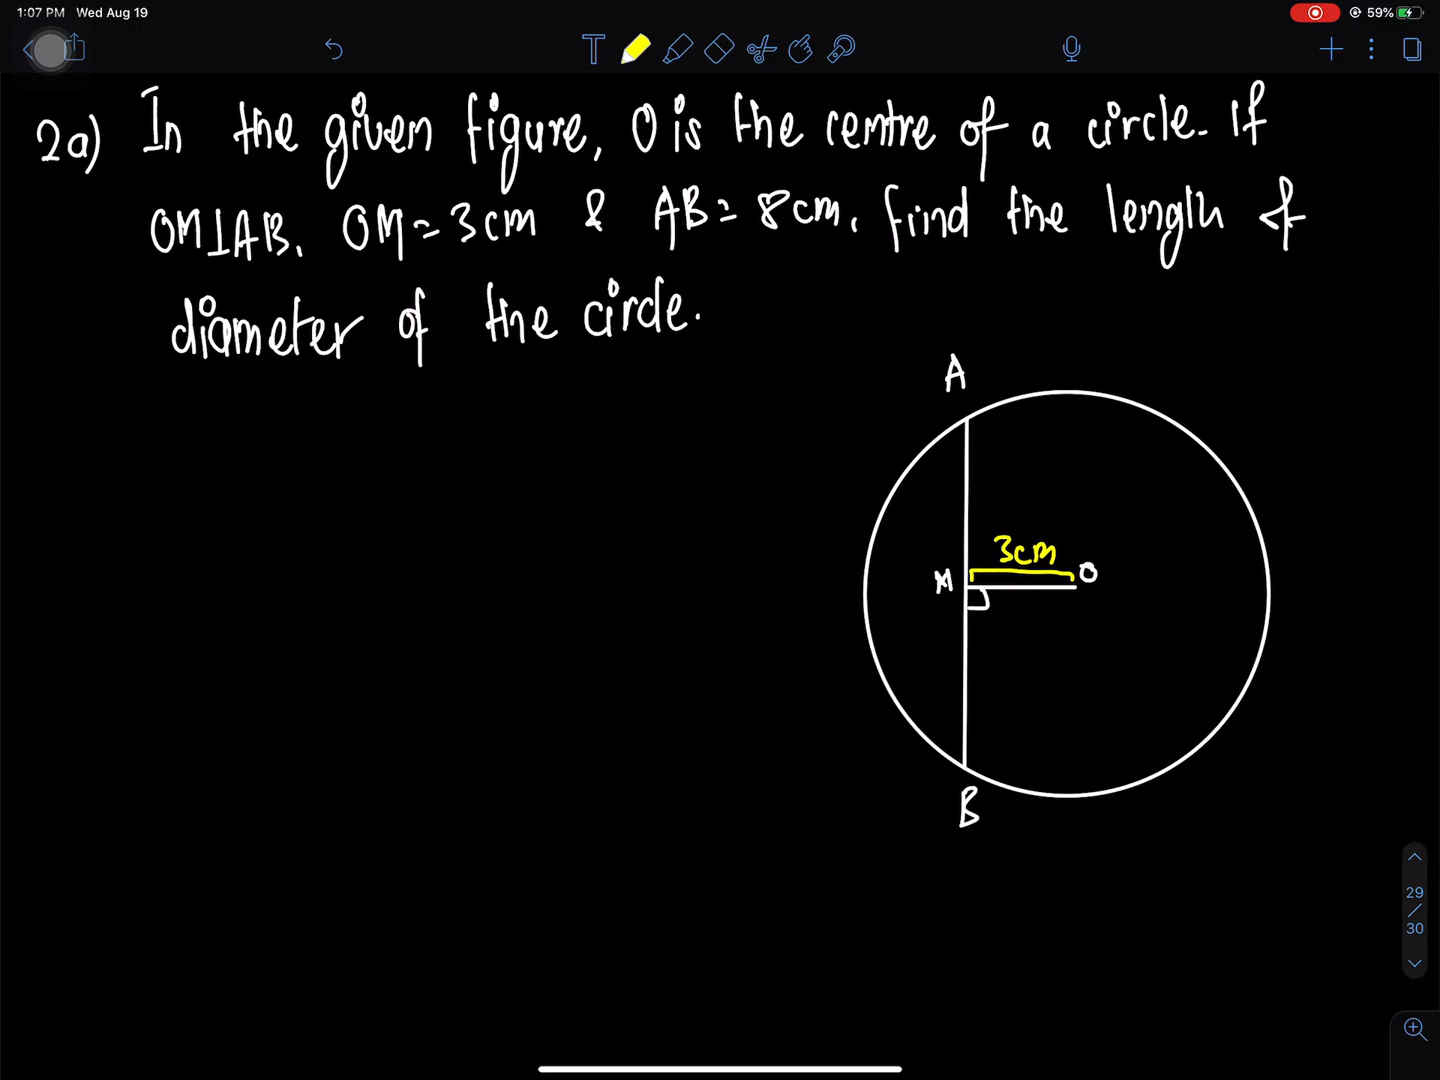 1:07 PM Wed Aug 19
59%
T
2a) In the given figure, O is the centre of a circle. If
OM⊥AB, OM = 3cm & AB = 8cm, find the length of
diameter of the circle.
A
3cm
M O
B
29
/
30